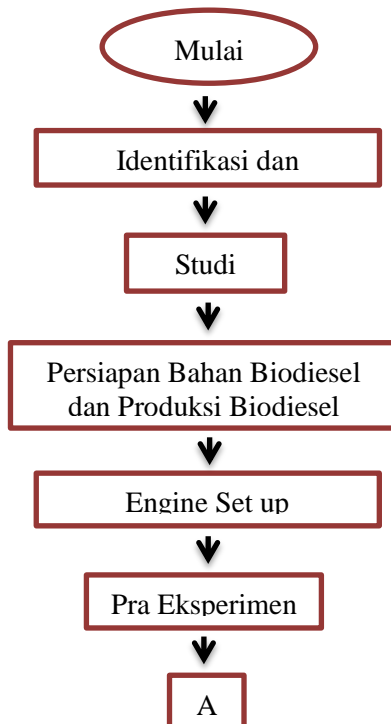 Mulai
Identifikasi dan
Studi
Persiapan Bahan Biodiesel
dan Produksi Biodiesel
Engine Set up
Pra Eksperimen
A